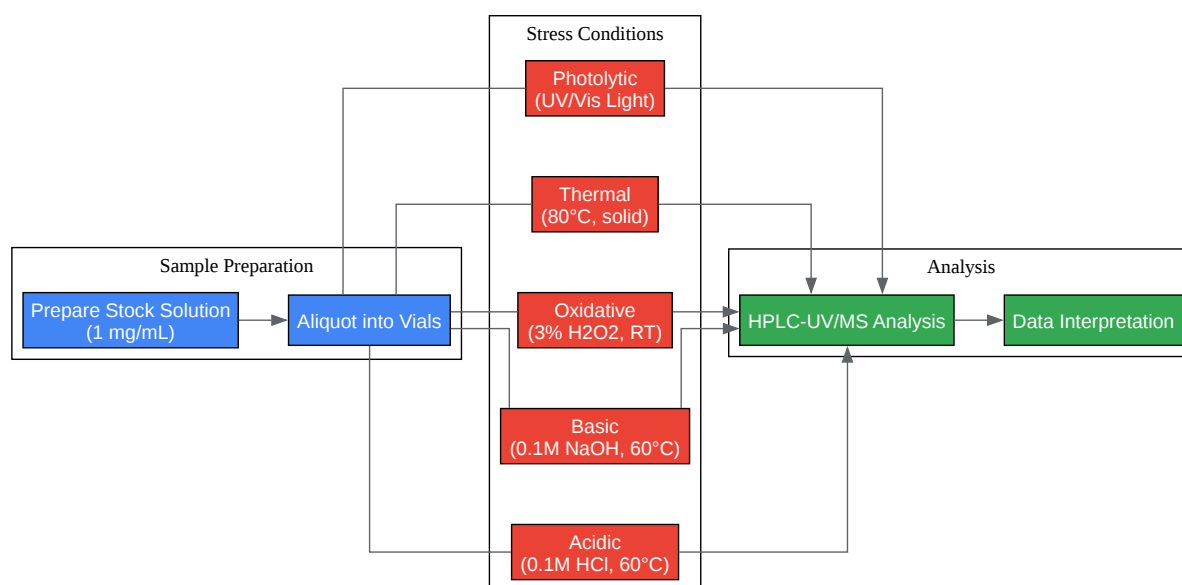 Stress Conditions
Photolytic
(UV/Vis Light)
Thermal
(80°C, solid)
Sample Preparation
Prepare Stock Solution
(1 mg/mL)
Aliquot into Vials
Oxidative
(3% H2O2, RT)
Basic
(0.1M NaOH, 60°C)
Acidic
(0.1M HCl, 60°C)
Analysis
HPLC-UV/MS Analysis
Data Interpretation